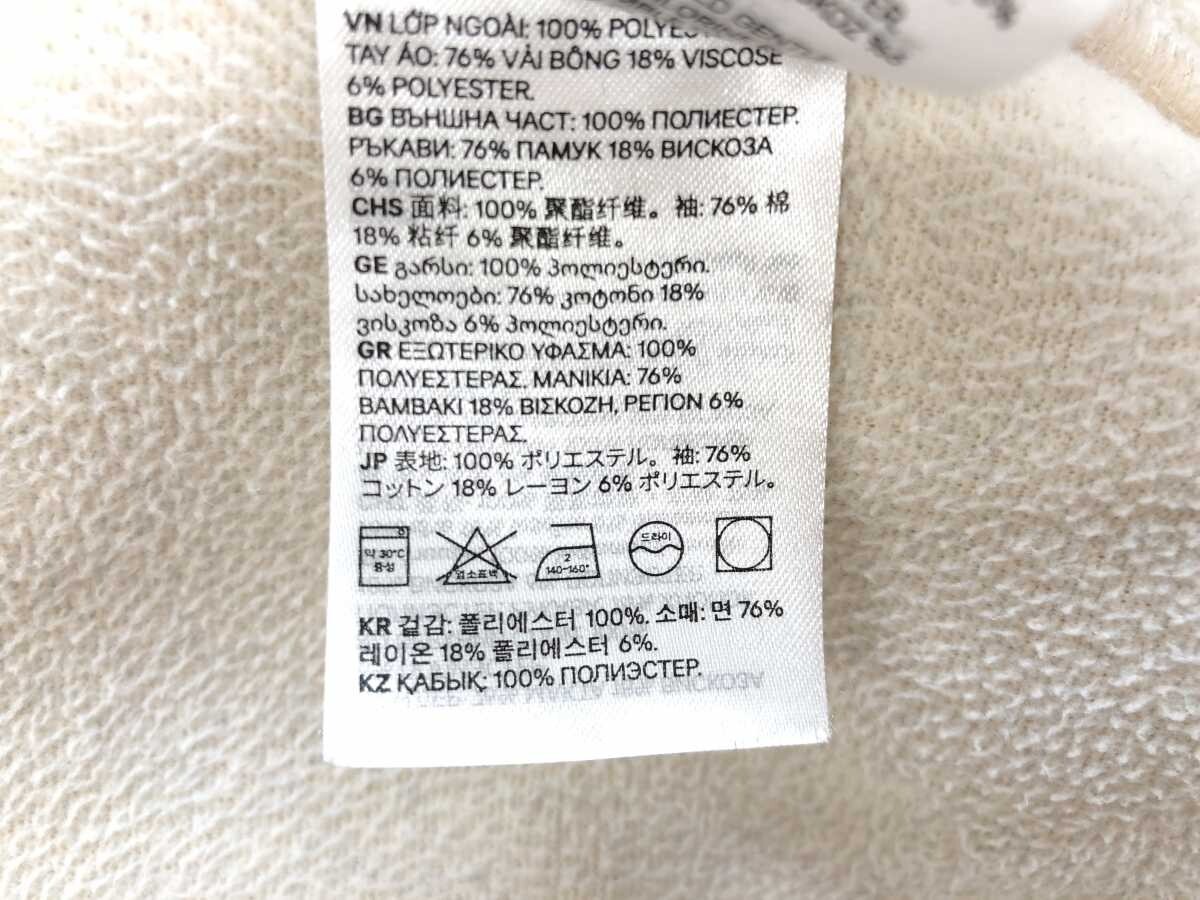 VN LỚP NGOÀI: 100%
TAY ÁO: 76% VẢI BÔNG 18% VISCOSE
6% POLYESTER.
BG ВЪНШНА ЧАСТ: 100% ПОЛИЕСТЕР.
РЪКАВИ: 76% ПАМУК 18% ВИСКОЗА
6% ПОЛИЕСТЕР.
CHS 面料: 100% 聚酯纤维。袖: 76% 棉
18% 粘纤 6% 聚酯纤维。
GE გარსი: 100% პოლიესტერი.
სახელოები: 76% კოტონი 18%
ვისკოზა 6% პოლიესტერი.
GR ΕΞΩΤΕΡΙΚΟ ΥΦΑΣΜΑ: 100%
ΠΟΛΥΕΣΤΕΡΑΣ. ΜΑΝΙΚΙΑ: 76%
ΒΑΜΒΑΚΙ 18% ΒΙΣΚΟΖΗ, ΡΕΓΙΟΝ 6%
ΠΟΛΥΕΣΤΕΡΑΣ.
JP 表地: 100% ポリエステル。袖: 76%
コットン 18% レーヨン 6% ポリエステル。
약 30°C
중성
염소표백
2
140-160°
드라이
KR 겉감: 폴리에스터 100%. 소매: 면 76%
레이온 18% 폴리에스터 6%.
KZ ҚАБЫҚ: 100% ПОЛИЭСТЕР.